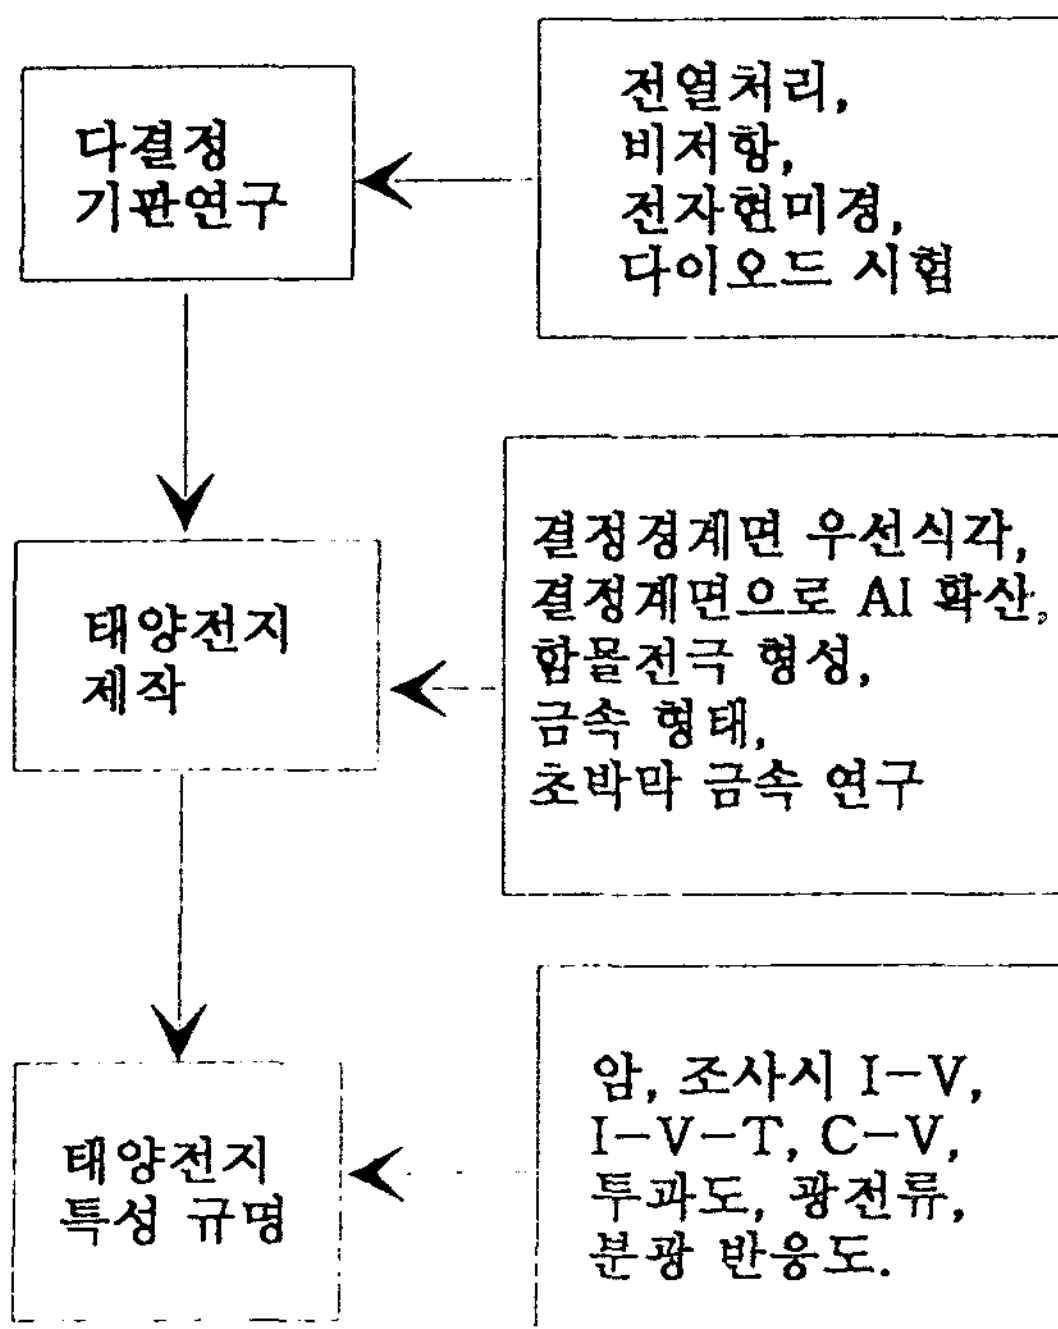 다결정
기판연구
전열처리,
비저항,
전자현미경,
다이오드 시험
태양전지
제작
결정경계면 우선식각,
결정계면으로 Al 확산,
함몰전극 형성,
금속 형태,
초박막 금속 연구
태양전지
특성 규명
암, 조사시 I-V,
I-V-T, C-V,
투과도, 광전류,
분광 반응도.